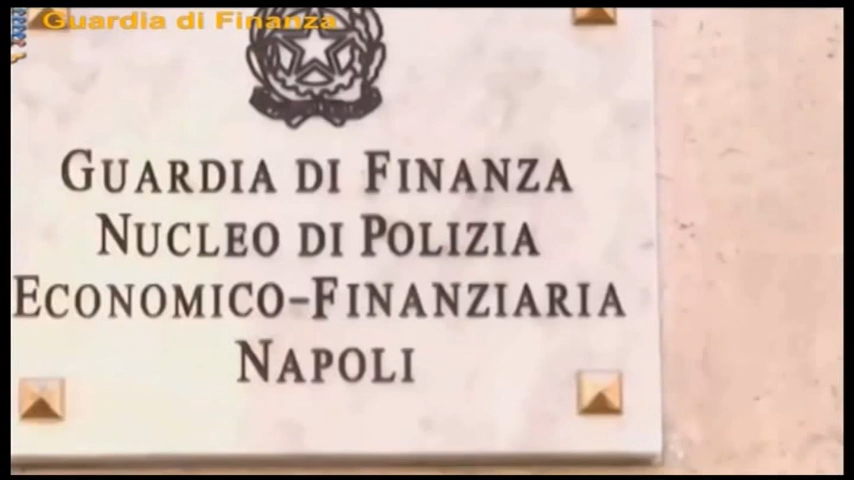 Guardia di Finanza
GUARDIA DI FINANZA
NUCLEO DI POLIZIA
ECONOMICO-FINANZIARIA
NAPOLI